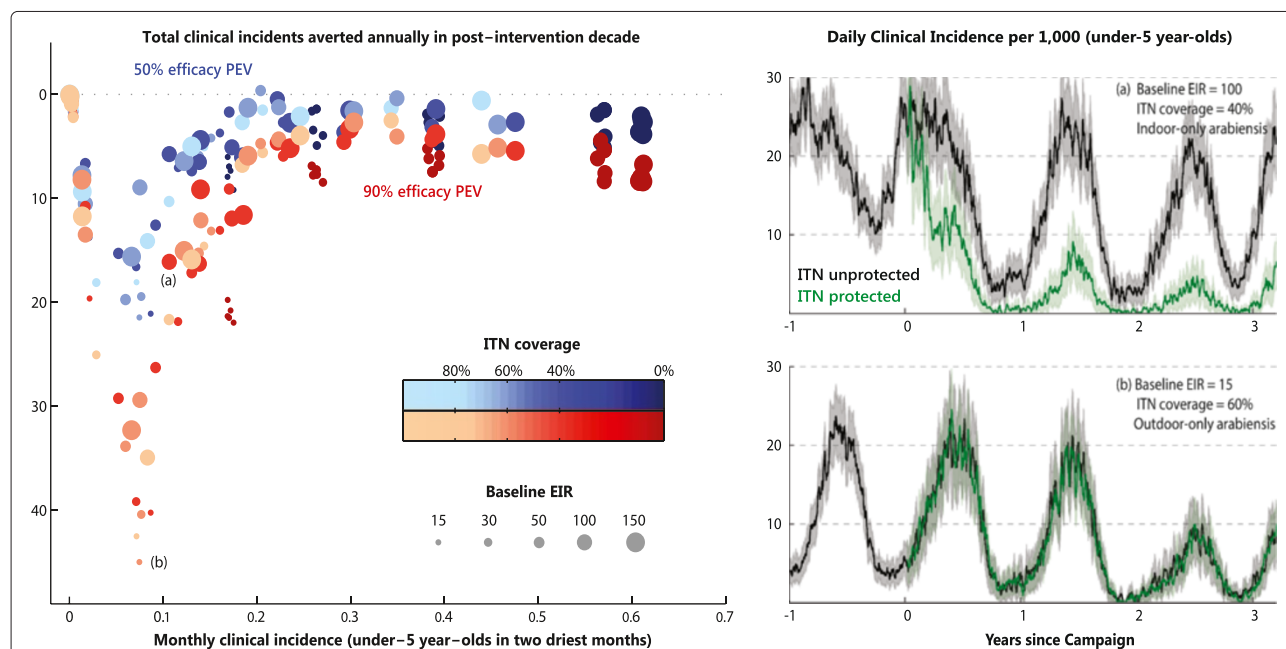 Total clinical incidents averted annually in post-intervention decade
50% efficacy PEV
0
10
20
30
40
90% efficacy PEV
(a)
(b)
ITN coverage
80% 60% 40% 0%
Baseline EIR
15 30 50 100 150
0 0.1 0.2 0.3 0.4 0.5 0.6 0.7
Monthly clinical incidence (under-5 year-olds in two driest months)
Daily Clinical Incidence per 1,000 (under-5 year-olds)
30
20
10
(a) Baseline EIR = 100
ITN coverage = 40%
Indoor-only arabiensis
ITN unprotected
ITN protected
-1 0 1 2 3
30
20
10
(b) Baseline EIR = 15
ITN coverage = 60%
Outdoor-only arabiensis
-1 0 1 2 3
Years since Campaign